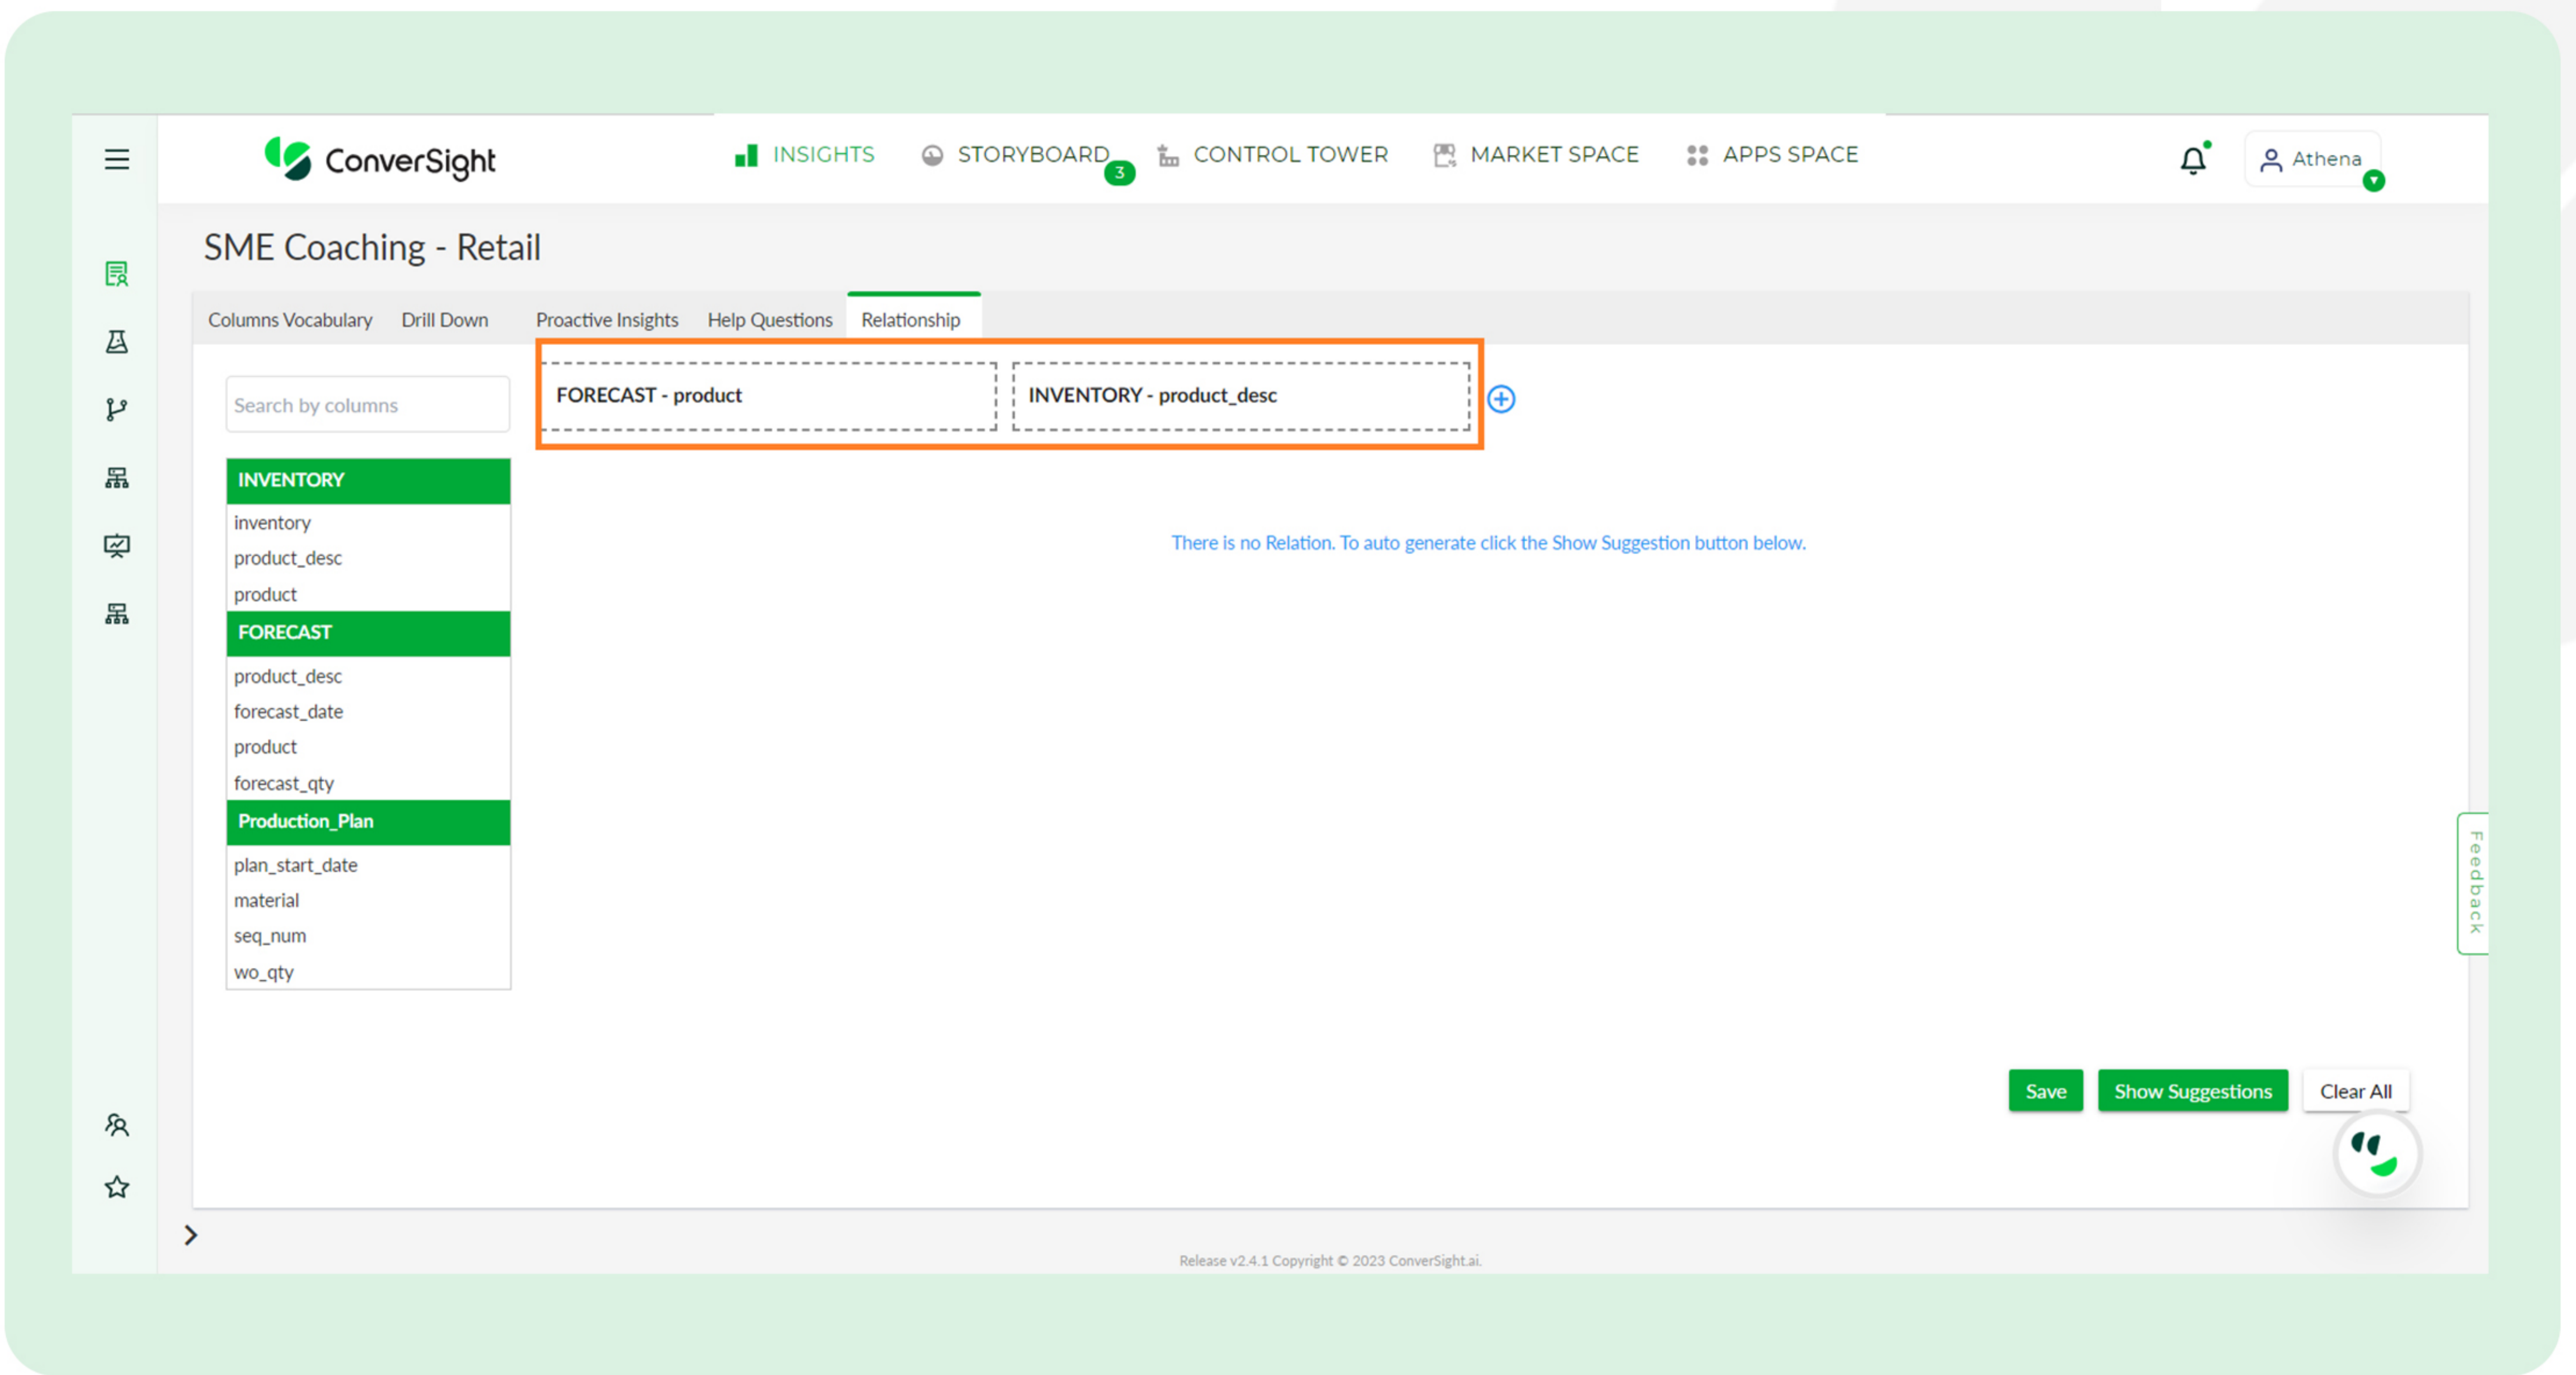 ConverSight
INSIGHTS STORYBOARD 3 CONTROL TOWER MARKET SPACE APPS SPACE
Athena
SME Coaching - Retail
Columns Vocabulary Drill Down Proactive Insights Help Questions Relationship
Search by columns
FORECAST - product INVENTORY - product_desc
INVENTORY
inventory
product_desc
product
FORECAST
product_desc
forecast_date
product
forecast_qty
Production_Plan
plan_start_date
material
seq_num
wo_qty
There is no Relation. To auto generate click the Show Suggestion button below.
Feedback
Save Show Suggestions Clear All
Release v2.4.1 Copyright © 2023 ConverSight.ai.